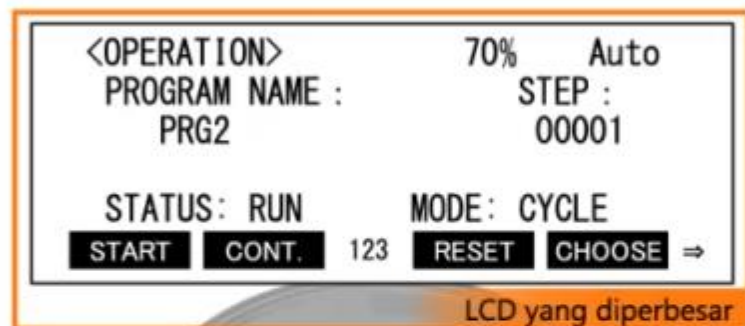 <OPERATION> 70% Auto
PROGRAM NAME : STEP :
PRG2 00001
STATUS: RUN MODE: CYCLE
START CONT. 123 RESET CHOOSE ⇒
LCD yang diperbesar